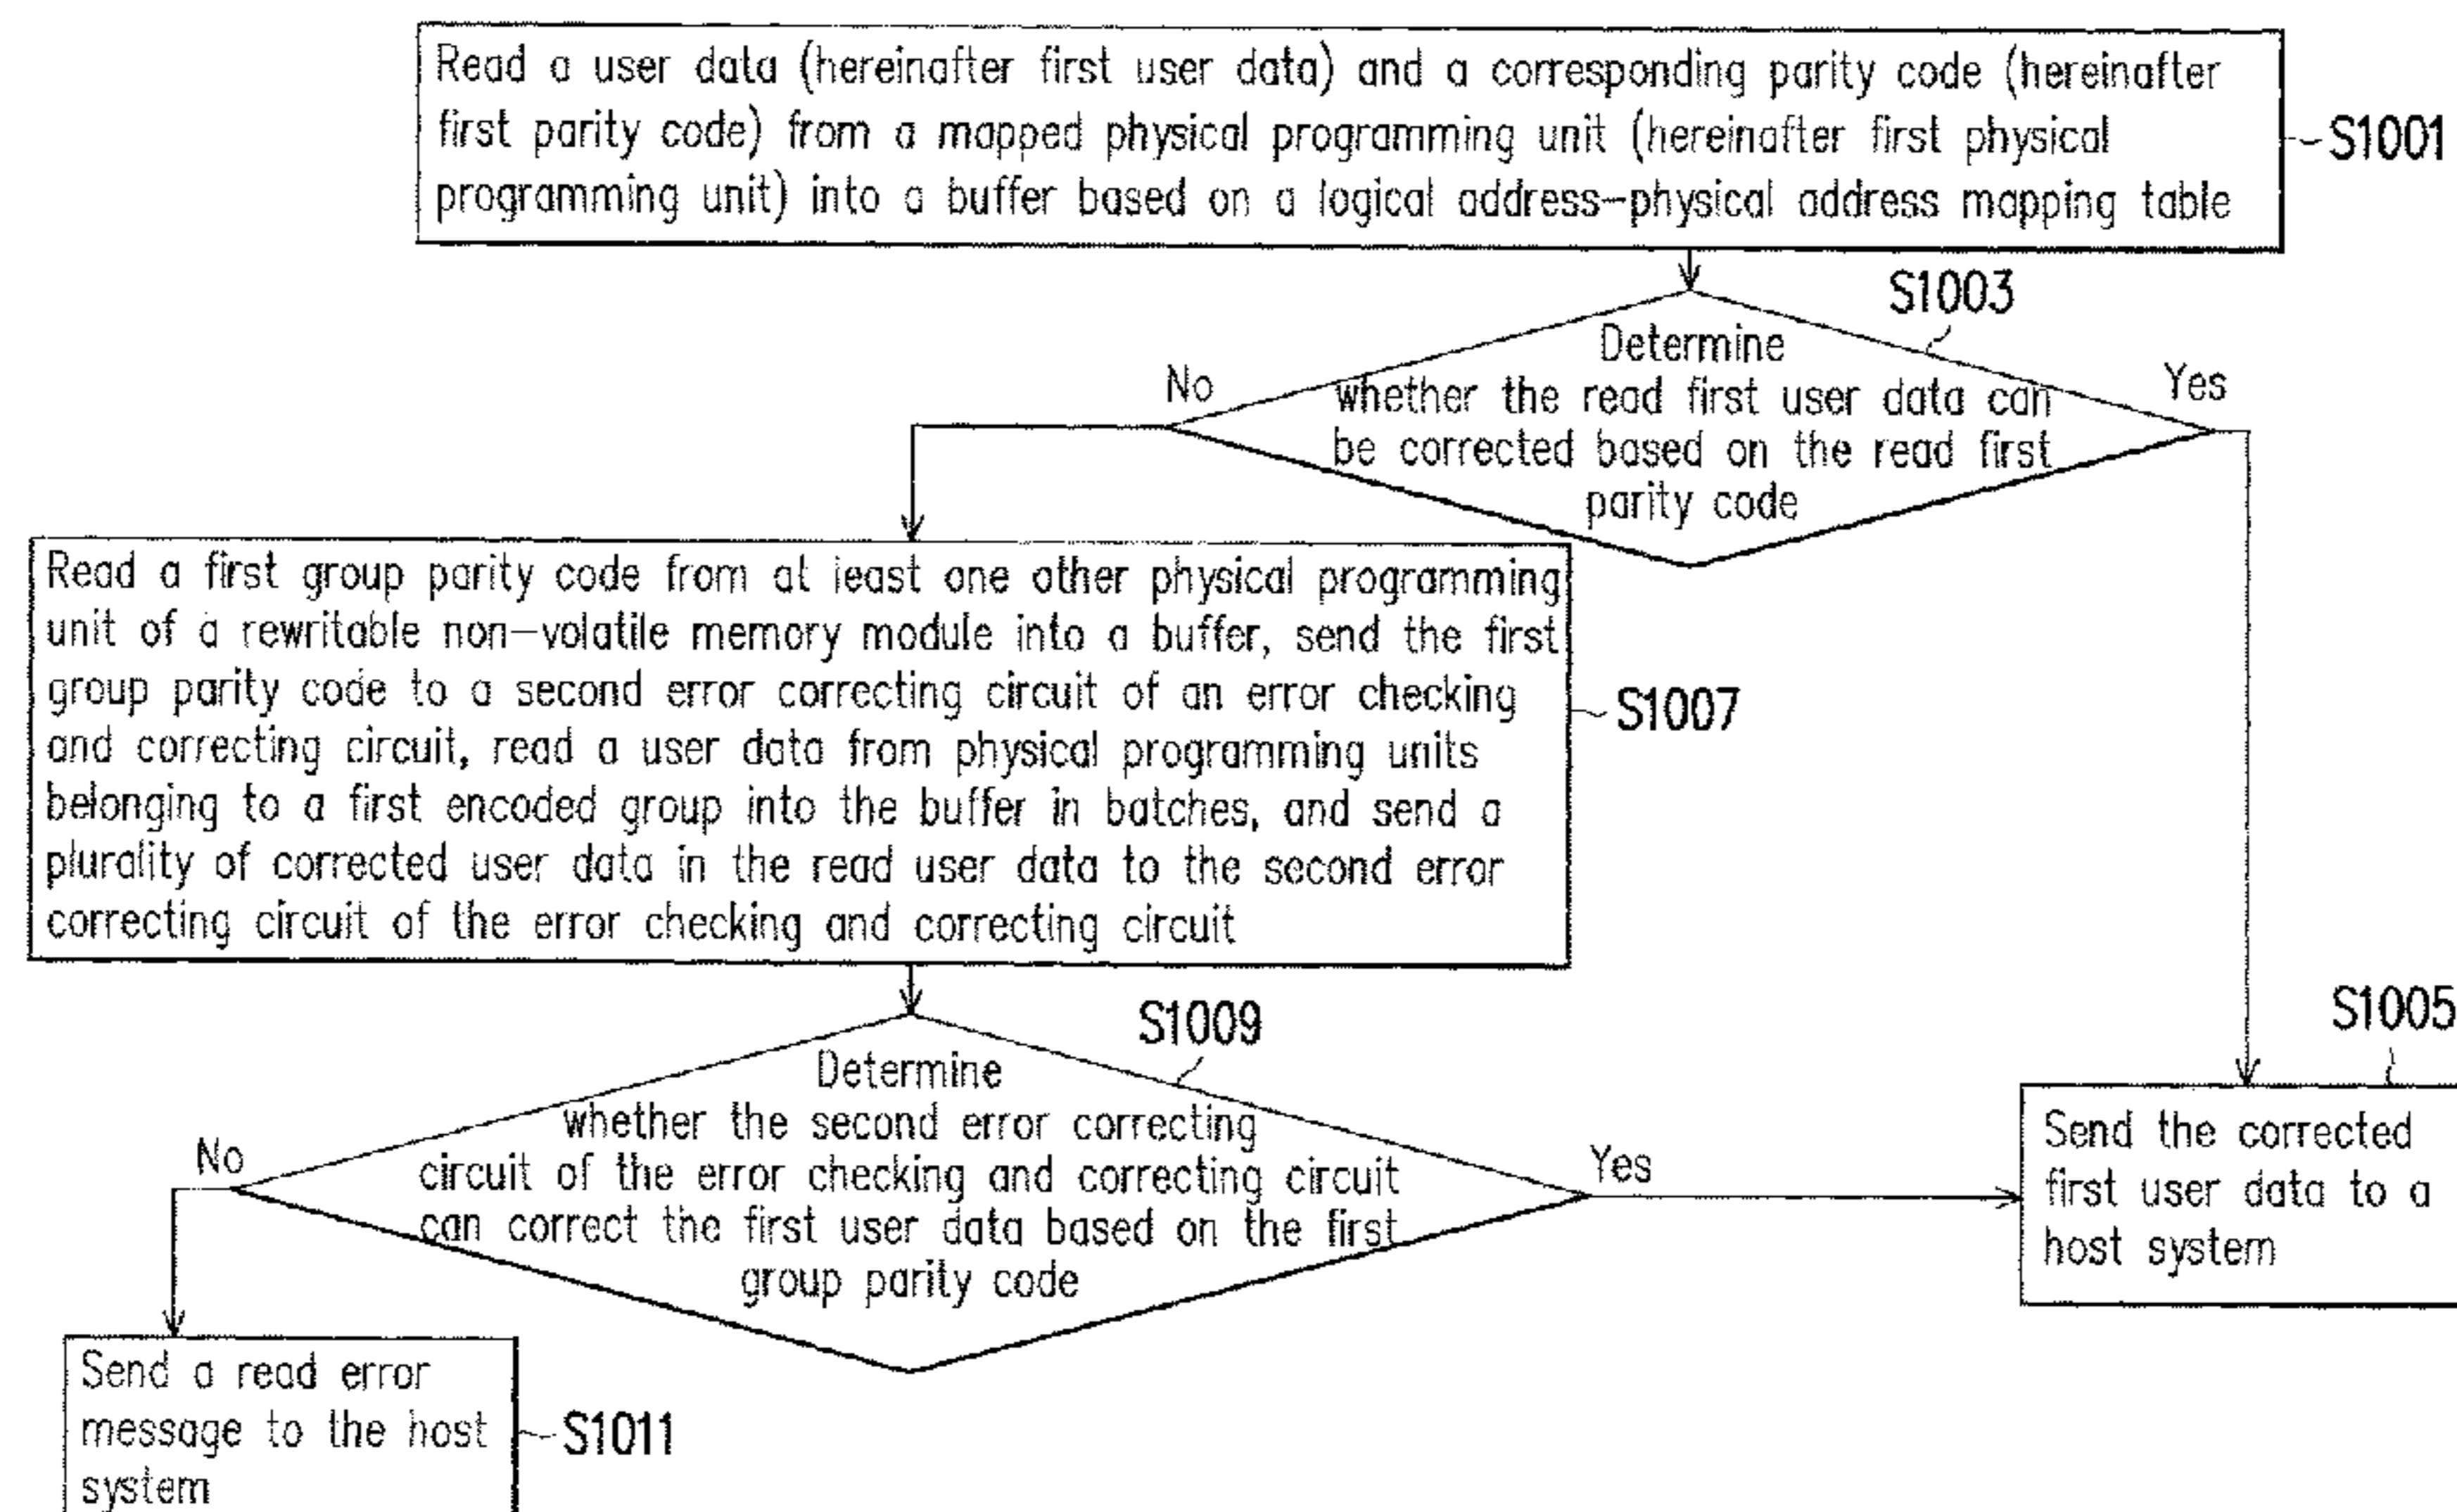 Read a user data (hereinafter first user data) and a corresponding parity code (hereinafter
first parity code) from a mapped physical programming unit (hereinafter first physical
programming unit) into a buffer based on a logical address-physical address mapping table
S1001
S1003
Determine
whether the read first user data can
be corrected based on the read first
parity code
No
Yes
Read a first group parity code from at least one other physical programming
unit of a rewritable non-volatile memory module into a buffer, send the first
group parity code to a second error correcting circuit of an error checking
and correcting circuit, read a user data from physical programming units
belonging to a first encoded group into the buffer in batches, and send a
plurality of corrected user data in the read user data to the second error
correcting circuit of the error checking and correcting circuit
S1007
S1009
Determine
whether the second error correcting
circuit of the error checking and correcting circuit
can correct the first user data based on the first
group parity code
No
Yes
S1005
Send the corrected
first user data to a
host system
Send a read error
message to the host
system
S1011